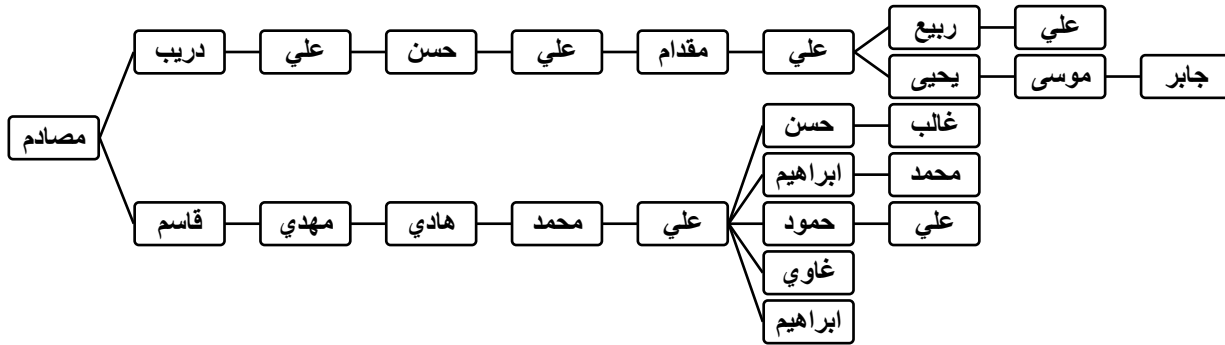 دريب علي حسن علي مقدام علي ربيع علي
يحيى موسى جابر
مصادم
حسن غالب
ابراهيم محمد
قاسم مهدي هادي محمد علي حمود علي
غاوي
ابراهيم